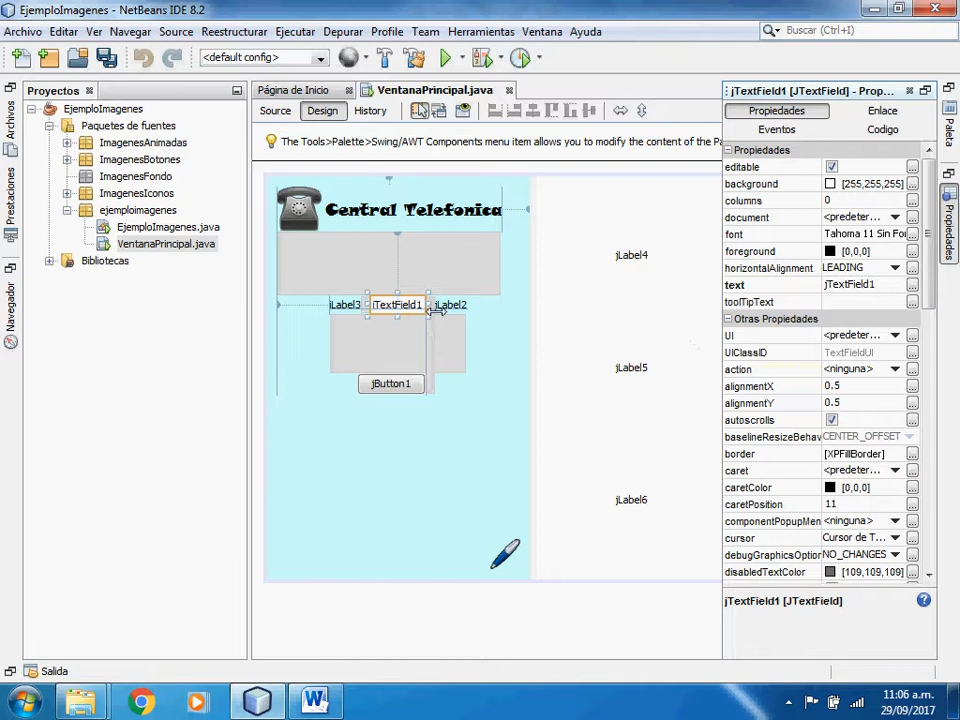 EjemploImagenes - NetBeans IDE 8.2
Archivo Editar Ver Navegar Source Reestructurar Ejecutar Depurar Profile Team Herramientas Ventana Ayuda
Buscar (Ctrl+I)
<default config>
Proyectos
Página de Inicio
VentanaPrincipal.java
jTextField1 [JTextField] - Prop...
Source Design History
Propiedades Enlace
Eventos Codigo
The Tools>Palette>Swing/AWT Components menu item allows you to modify the content of the Pa
Archivos
Prestaciones
Navegador
Paleta
Propiedades
EjemploImagenes
Paquetes de fuentes
ImagenesAnimadas
ImagenesBotones
ImagenesFondo
ImagenesIconos
ejemploimagenes
EjemploImagenes.java
VentanaPrincipal.java
Bibliotecas
Central Telefonica
jLabel3
jTextField1
jLabel2
jButton1
jLabel4
jLabel5
jLabel6
Propiedades
editable
background [255,255,255]
columns 0
document <predeter...
font Tahoma 11 Sin Fo
foreground [0,0,0]
horizontalAlignment LEADING
text jTextField1
toolTipText
Otras Propiedades
UI <predeter...
UIClassID TextFieldUI
action <ninguna>
alignmentX 0.5
alignmentY 0.5
autoscrolls
baselineResizeBehav CENTER_OFFSET
border [XPFillBorder]
caret <predeter...
caretColor [0,0,0]
caretPosition 11
componentPopupMen <ninguna>
cursor Cursor de T...
debugGraphicsOption NO_CHANGES
disabledTextColor [109,109,109]
jTextField1 [JTextField]
Salida
11:06 a.m.
29/09/2017